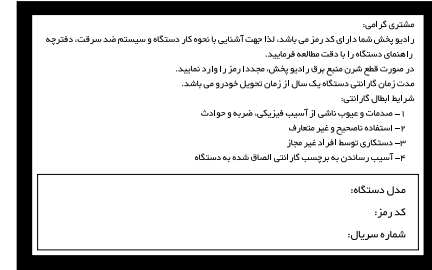 مشتری گرامی:
رادیو پخش شما دارای کد رمز می باشد، لذا جهت آشنایی با نحوه کار دستگاه و سیستم ضد سرقت، دفترچه
راهنمای دستگاه را با دقت مطالعه فرمایید.
در صورت قطع شرن منبع برق رادیو پخش، مجددا رمز را وارد نمایید.
مدت زمان گارانتی دستگاه یک سال از زمان تحویل خودرو می باشد.
شرایط ابطال گارانتی:
۱- صدمات و عیوب ناشی از آسیب فیزیکی، ضربه و حوادث
۲- استفاده ناصحیح و غیر متعارف
۳- دستکاری توسط افراد غیر مجاز
۴- آسیب رساندن به برچسب گارانتی الصاق شده به دستگاه
مدل دستگاه:
کد رمز:
شماره سریال: